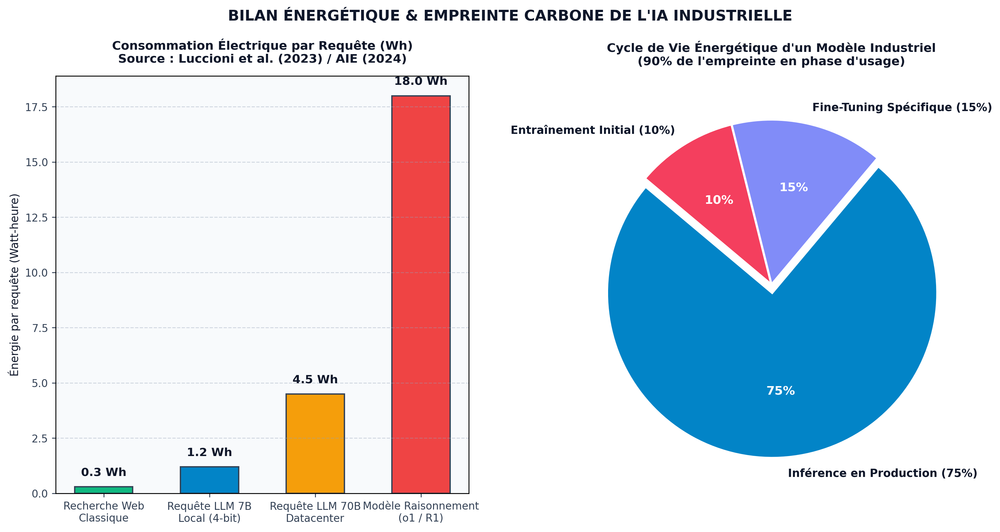 BILAN ÉNERGÉTIQUE & EMPREINTE CARBONE DE L'IA INDUSTRIELLE
Consommation Électrique par Requête (Wh)
Source : Luccioni et al. (2023) / AIE (2024)
Énergie par requête (Watt-heure)
17.5
15.0
12.5
10.0
7.5
5.0
2.5
0.0
0.3 Wh
1.2 Wh
4.5 Wh
18.0 Wh
Recherche Web
Classique
Requête LLM 7B
Local (4-bit)
Requête LLM 70B
Datacenter
Modèle Raisonnement
(o1 / R1)
Cycle de Vie Énergétique d'un Modèle Industriel
(90% de l'empreinte en phase d'usage)
Fine-Tuning Spécifique (15%)
Entraînement Initial (10%)
15%
10%
75%
Inférence en Production (75%)